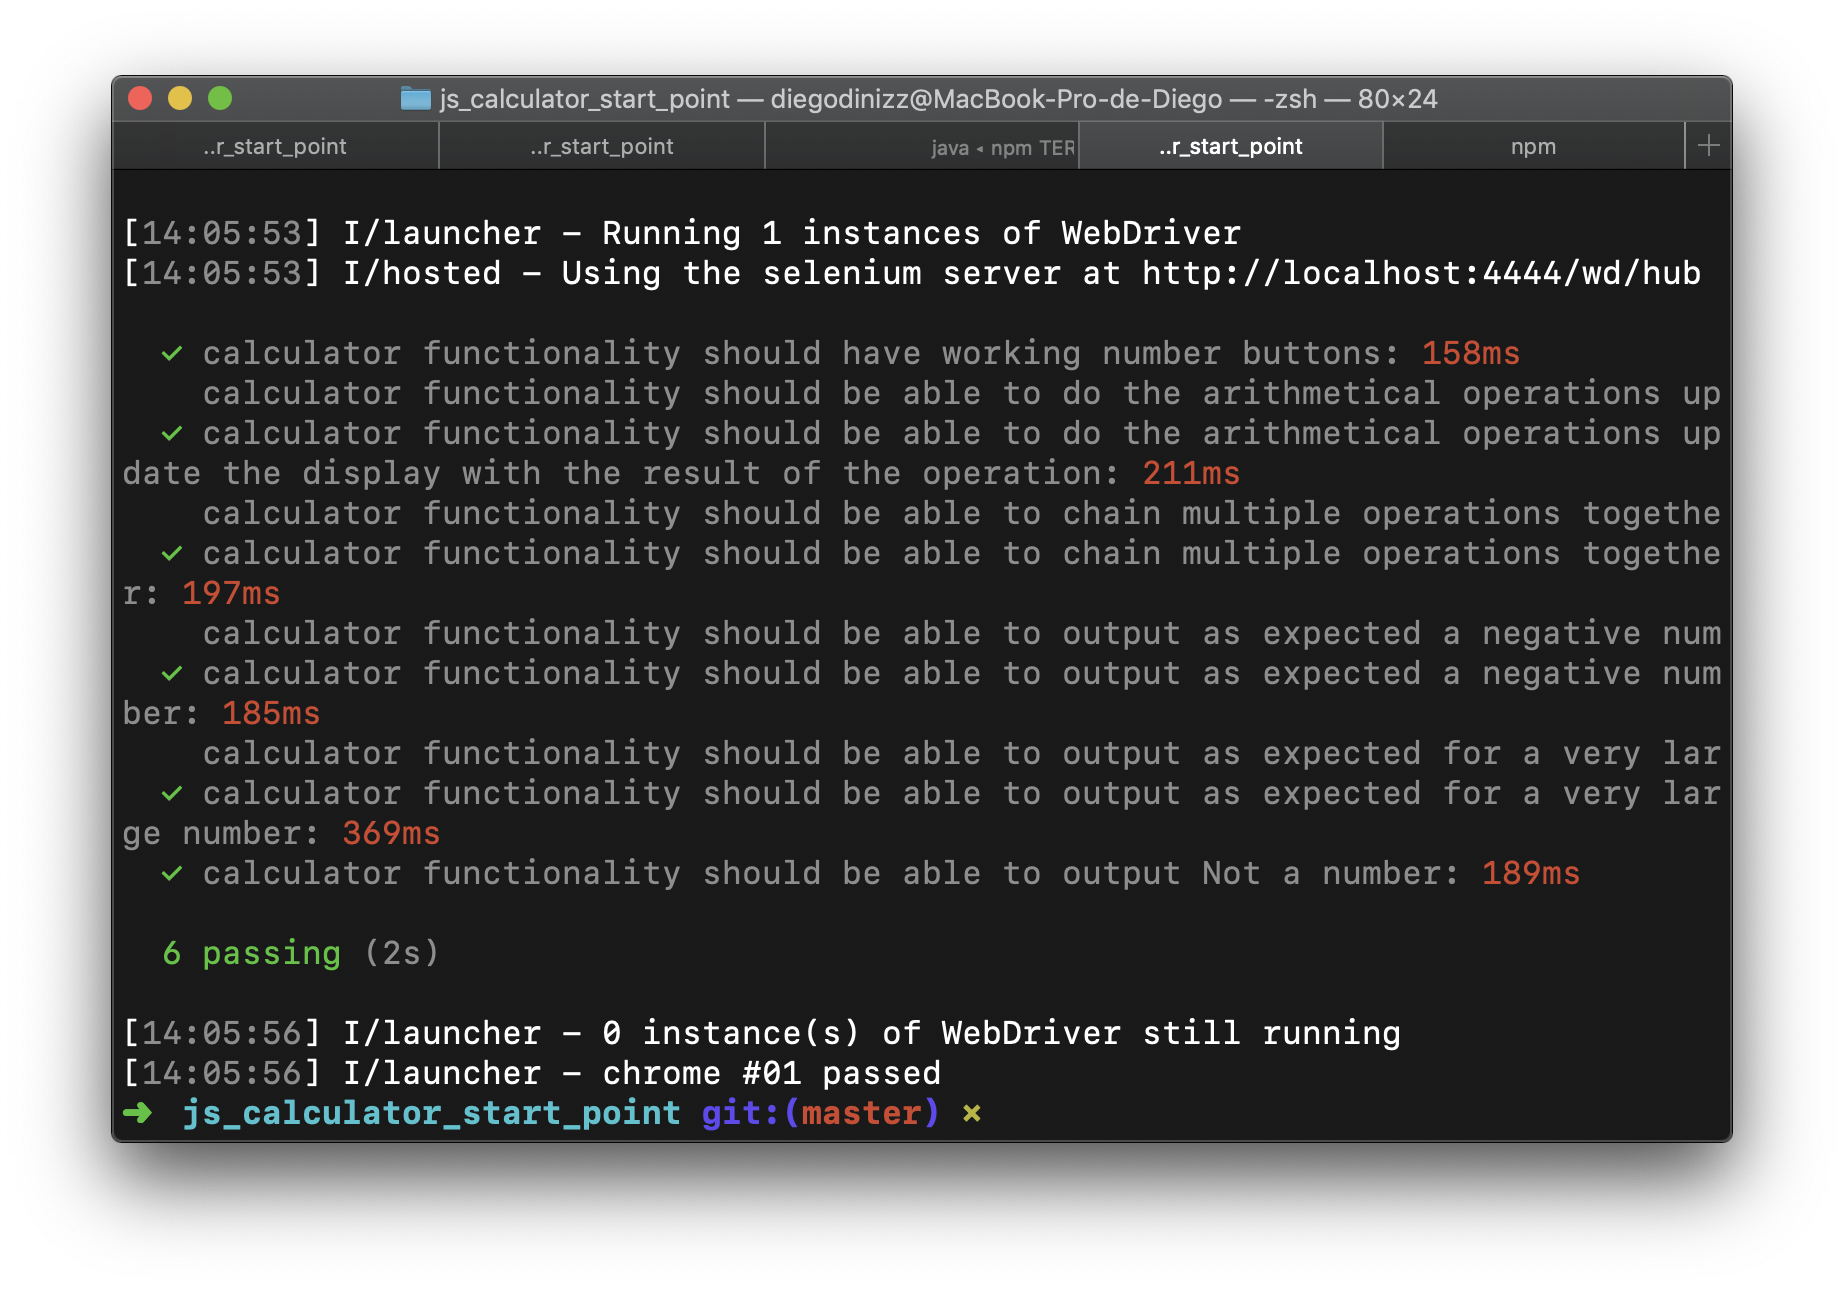 js_calculator_start_point — diegodinizz@MacBook-Pro-de-Diego — -zsh — 80×24
..r_start_point ..r_start_point java ◂ npm TER ..r_start_point npm +
[14:05:53] I/launcher – Running 1 instances of WebDriver
[14:05:53] I/hosted – Using the selenium server at http://localhost:4444/wd/hub
✓ calculator functionality should have working number buttons: 158ms
calculator functionality should be able to do the arithmetical operations up
✓ calculator functionality should be able to do the arithmetical operations up
date the display with the result of the operation: 211ms
calculator functionality should be able to chain multiple operations togethe
✓ calculator functionality should be able to chain multiple operations togethe
r: 197ms
calculator functionality should be able to output as expected a negative num
✓ calculator functionality should be able to output as expected a negative num
ber: 185ms
calculator functionality should be able to output as expected for a very lar
✓ calculator functionality should be able to output as expected for a very lar
ge number: 369ms
✓ calculator functionality should be able to output Not a number: 189ms
6 passing (2s)
[14:05:56] I/launcher – 0 instance(s) of WebDriver still running
[14:05:56] I/launcher – chrome #01 passed
➜ js_calculator_start_point git:(master) ✗